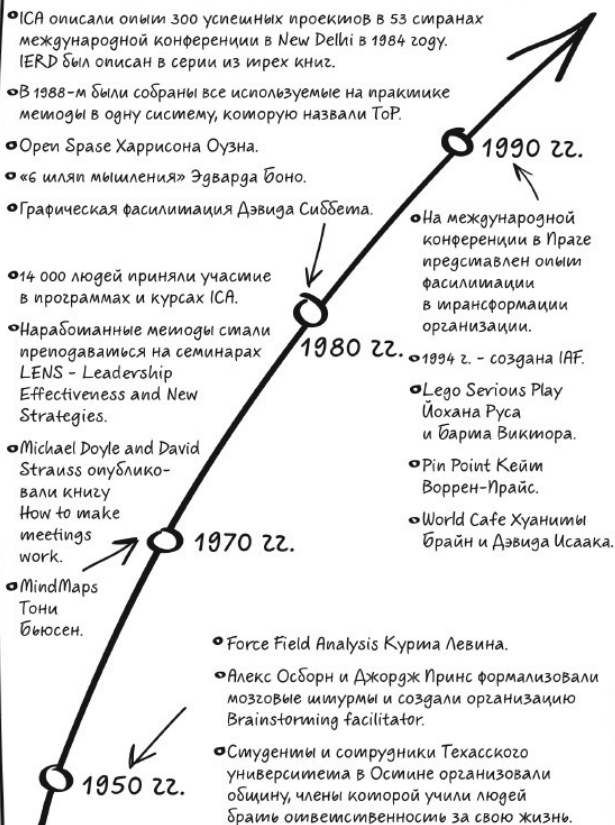 ICA описали опыт 300 успешных проектов в 53 странах
международной конференции в New Delhi в 1984 году.
IERD был описан в серии из трех книг.
В 1988-м были собраны все используемые на практике
методы в одну систему, которую назвали ToP.
Open Spase Харрисона Оуэна.
«6 шляп мышления» Эдварда Боно.
Графическая фасилитация Дэвида Сиббета.
1990 гг.
На международной
конференции в Праге
представлен опыт
фасилитации
в трансформации
организации.
1994 г. - создана IAF.
Lego Serious Play
Йохана Руса
и Барта Виктора.
Pin Point Кейт
Воррен-Прайс.
World Cafe Хуаниты
Брайн и Дэвида Исаака.
1980 гг.
14 000 людей приняли участие
в программах и курсах ICA.
Наработанные методы стали
преподаваться на семинарах
LENS - Leadership
Effectiveness and New
Strategies.
Michael Doyle and David
Strauss опублико-
вали книгу
How to make
meetings
work.
MindMaps
Тони
Бьюсен.
1970 гг.
Force Field Analysis Курта Левина.
Алекс Осборн и Джордж Принс формализовали
мозговые штурмы и создали организацию
Brainstorming facilitator.
Студенты и сотрудники Техасского
университета в Остине организовали
общину, члены которой учили людей
брать ответственность за свою жизнь.
1950 гг.